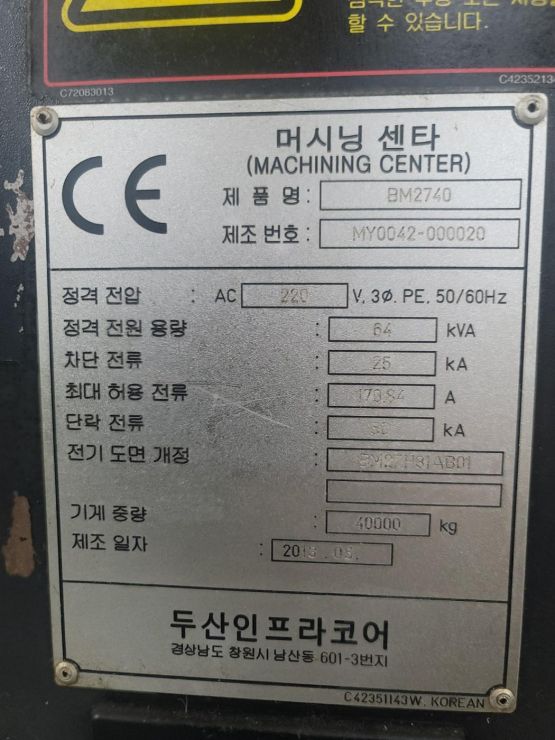 할 수 있습니다.
C72083013
C4235213
CE
머시닝 센타
(MACHINING CENTER)
제 품 명 : BM2740
제조 번호 : MY0042-000020
정격 전압 : AC 220 V, 3Ø, PE, 50/60Hz
정격 전원 용량 : 64 kVA
차단 전류 : 25 kA
최대 허용 전류 : A
단락 전류 : kA
전기 도면 개정 :
기계 중량 : 40000 kg
제조 일자 :
두산인프라코어
경상남도 창원시 남산동 601-3번지
C42351143W, KOREAN